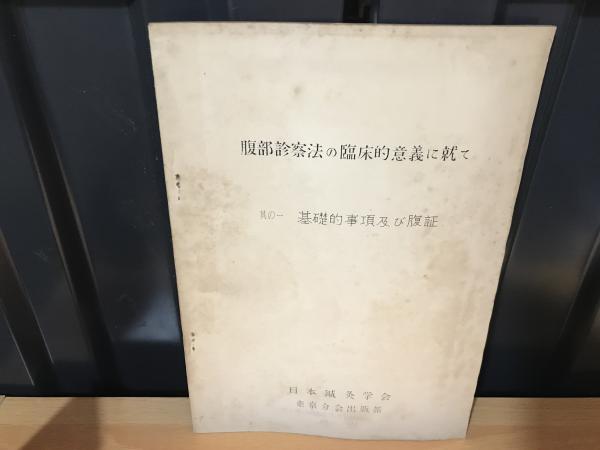 腹部診察法の臨床的意義に就て
其の一 基礎的事項及び腹証
日本鍼灸学会
東京分会出版部